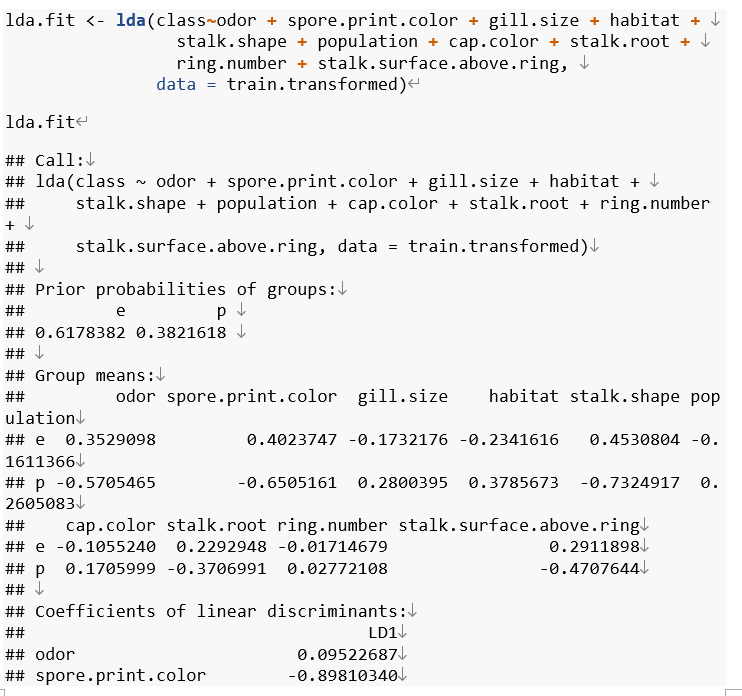 lda.fit <- lda(class~odor + spore.print.color + gill.size + habitat + ↓
stalk.shape + population + cap.color + stalk.root + ↓
ring.number + stalk.surface.above.ring, ↓
data = train.transformed)↵
lda.fit↵
## Call:↓
## lda(class ~ odor + spore.print.color + gill.size + habitat + ↓
##     stalk.shape + population + cap.color + stalk.root + ring.number
+ ↓
##     stalk.surface.above.ring, data = train.transformed)↓
## ↓
## Prior probabilities of groups:↓
##         e         p ↓
## 0.6178382 0.3821618 ↓
## ↓
## Group means:↓
##         odor spore.print.color  gill.size    habitat stalk.shape pop
ulation↓
## e  0.3529098         0.4023747 -0.1732176 -0.2341616   0.4530804 -0.
1611366↓
## p -0.5705465        -0.6505161  0.2800395  0.3785673  -0.7324917  0.
2605083↓
##    cap.color stalk.root ring.number stalk.surface.above.ring↓
## e -0.1055240  0.2292948 -0.01714679                0.2911898↓
## p  0.1705999 -0.3706991  0.02772108               -0.4707644↓
## ↓
## Coefficients of linear discriminants:↓
##                                  LD1↓
## odor                      0.09522687↓
## spore.print.color        -0.89810340↓